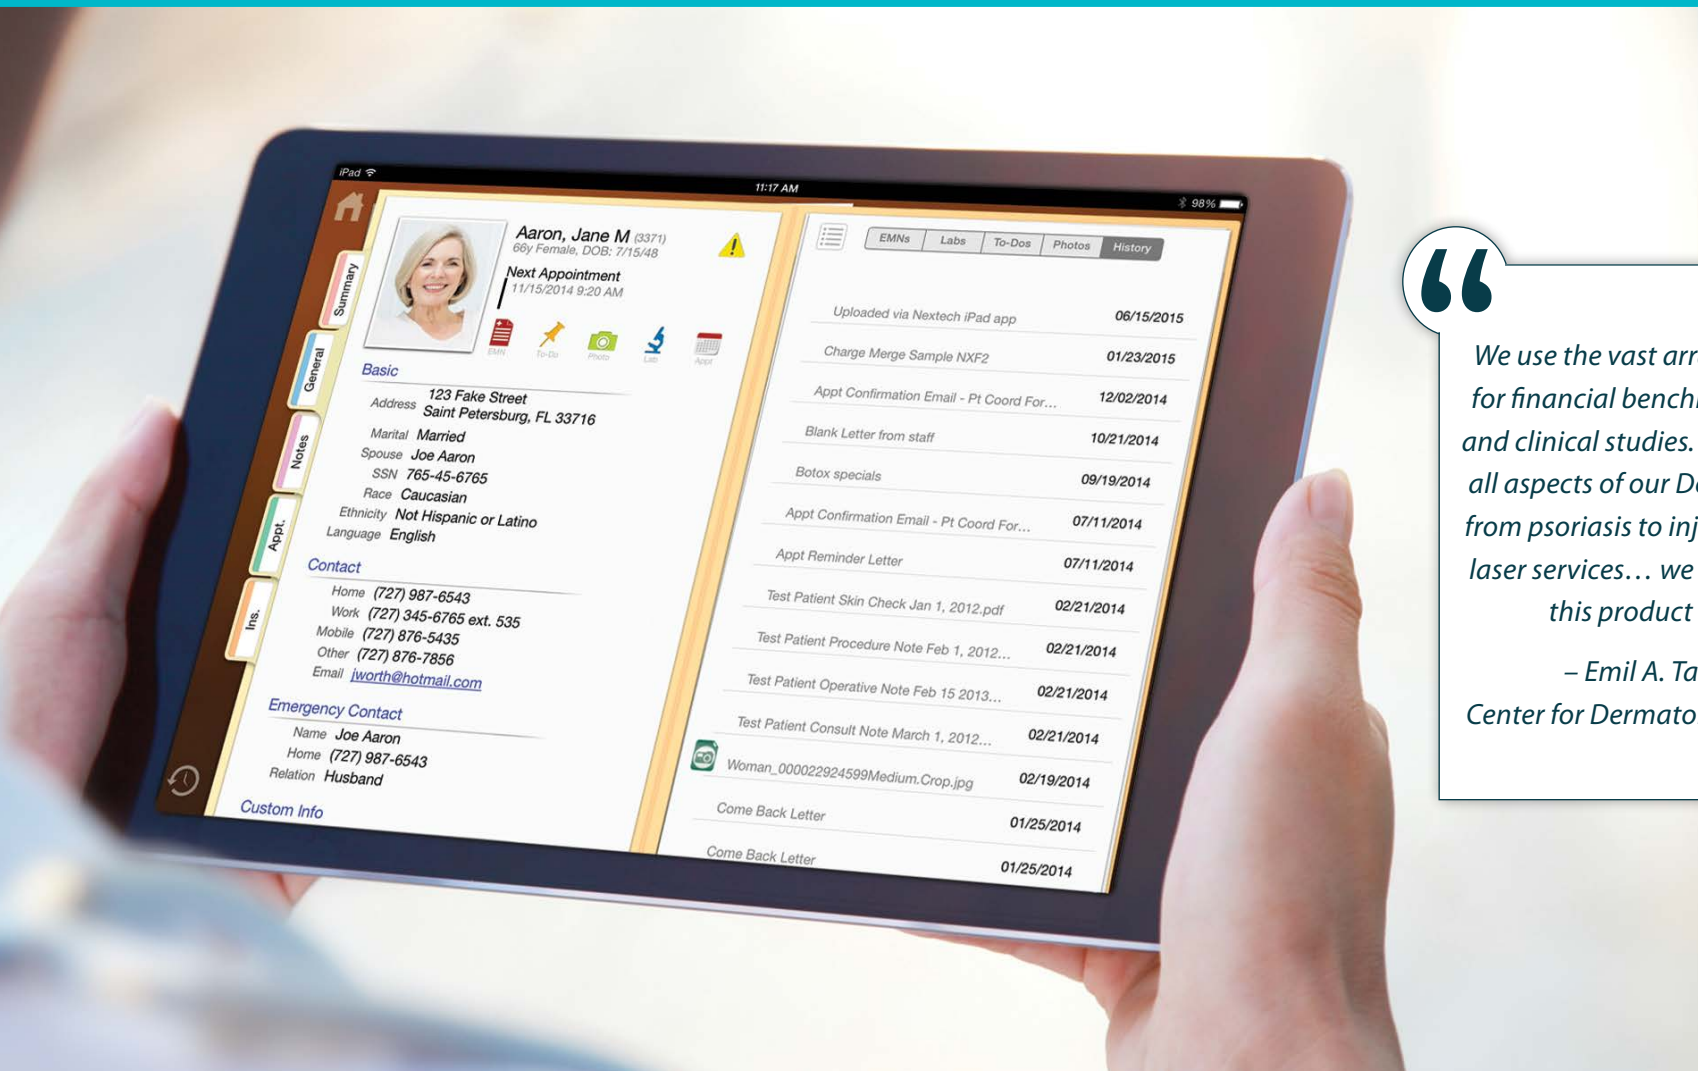 iPad
11:17 AM
98%
Summary
General
Notes
Appt.
Ins.
Aaron, Jane M (3371)
66y Female, DOB: 7/15/48
Next Appointment
11/15/2014 9:20 AM
EMN
To-Do
Photo
Lab
Appt
Basic
Address 123 Fake Street
Saint Petersburg, FL 33716
Marital Married
Spouse Joe Aaron
SSN 765-45-6765
Race Caucasian
Ethnicity Not Hispanic or Latino
Language English
Contact
Home (727) 987-6543
Work (727) 345-6765 ext. 535
Mobile (727) 876-5435
Other (727) 876-7856
Email jworth@hotmail.com
Emergency Contact
Name Joe Aaron
Home (727) 987-6543
Relation Husband
Custom Info
EMNs Labs To-Dos Photos History
Uploaded via Nextech iPad app 06/15/2015
Charge Merge Sample NXF2 01/23/2015
Appt Confirmation Email - Pt Coord For... 12/02/2014
Blank Letter from staff 10/21/2014
Botox specials 09/19/2014
Appt Confirmation Email - Pt Coord For... 07/11/2014
Appt Reminder Letter 07/11/2014
Test Patient Skin Check Jan 1, 2012.pdf 02/21/2014
Test Patient Procedure Note Feb 1, 2012... 02/21/2014
Test Patient Operative Note Feb 15 2013... 02/21/2014
Test Patient Consult Note March 1, 2012... 02/21/2014
Woman_000022924599Medium.Crop.jpg 02/19/2014
Come Back Letter 01/25/2014
Come Back Letter 01/25/2014
“
We use the vast arr
for financial bench
and clinical studies.
all aspects of our D
from psoriasis to inj
laser services… we
this product
– Emil A. Ta
Center for Dermato